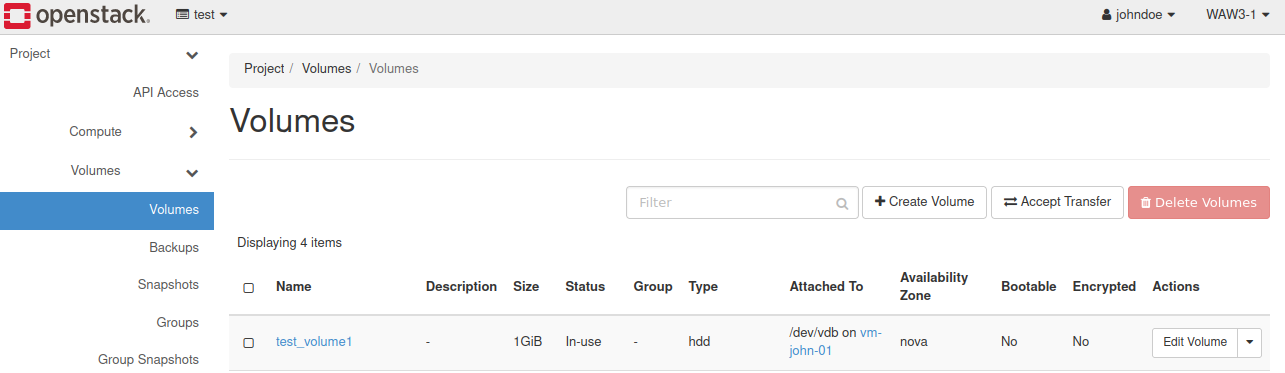 openstack. test johndoe WAW3-1
Project
API Access
Compute
Volumes
Volumes
Backups
Snapshots
Groups
Group Snapshots
Project / Volumes / Volumes
Volumes
Filter Create Volume Accept Transfer Delete Volumes
Displaying 4 items
Name Description Size Status Group Type Attached To Availability Zone Bootable Encrypted Actions
test_volume1 - 1GiB In-use - hdd /dev/vdb on vm-john-01 nova No No Edit Volume